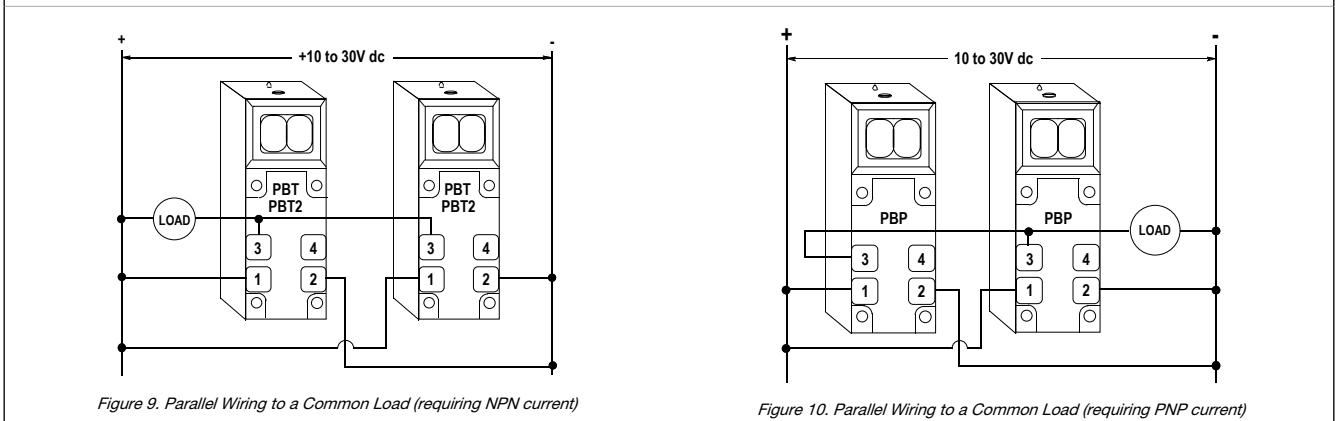 + -
+10 to 30V dc
PBT PBT
PBT2 PBT2
LOAD
3 4 3 4
1 2 1 2
Figure 9. Parallel Wiring to a Common Load (requiring NPN current)
+ -
10 to 30V dc
PBP PBP
LOAD
3 4 3 4
1 2 1 2
Figure 10. Parallel Wiring to a Common Load (requiring PNP current)